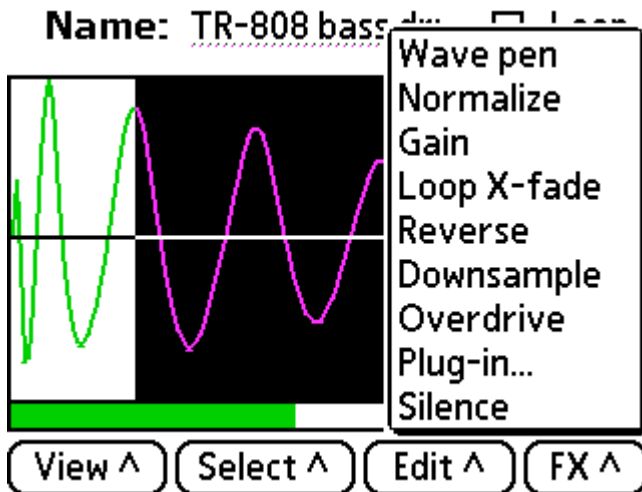 Name: TR-808 bass
Wave pen
Normalize
Gain
Loop X-fade
Reverse
Downsample
Overdrive
Plug-in...
Silence
View ^ Select ^ Edit ^ FX ^